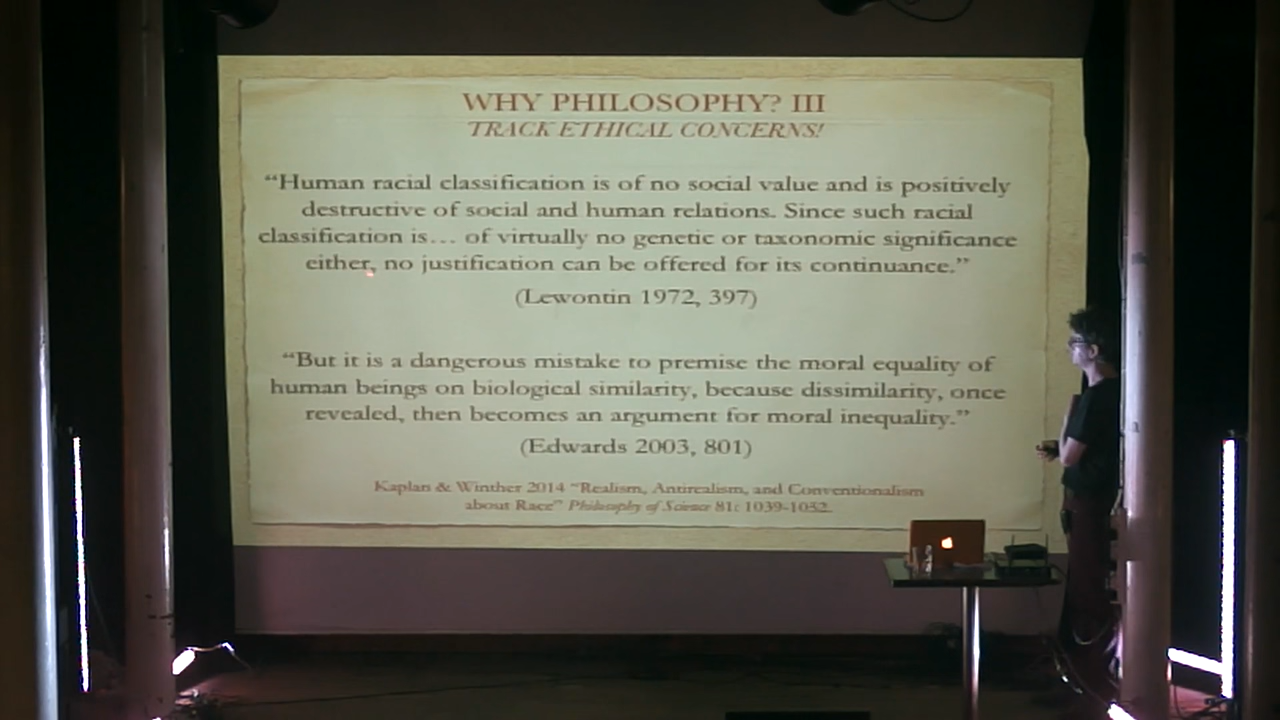 WHY PHILOSOPHY? III
TRACK ETHICAL CONCERNS!
“Human racial classification is of no social value and is positively
destructive of social and human relations. Since such racial
classification is… of virtually no genetic or taxonomic significance
either, no justification can be offered for its continuance.”
(Lewontin 1972, 397)
“But it is a dangerous mistake to premise the moral equality of
human beings on biological similarity, because dissimilarity, once
revealed, then becomes an argument for moral inequality.”
(Edwards 2003, 801)
Kaplan & Winther 2014 “Realism, Antirealism, and Conventionalism
about Race” Philosophy of Science 81: 1039-1052.